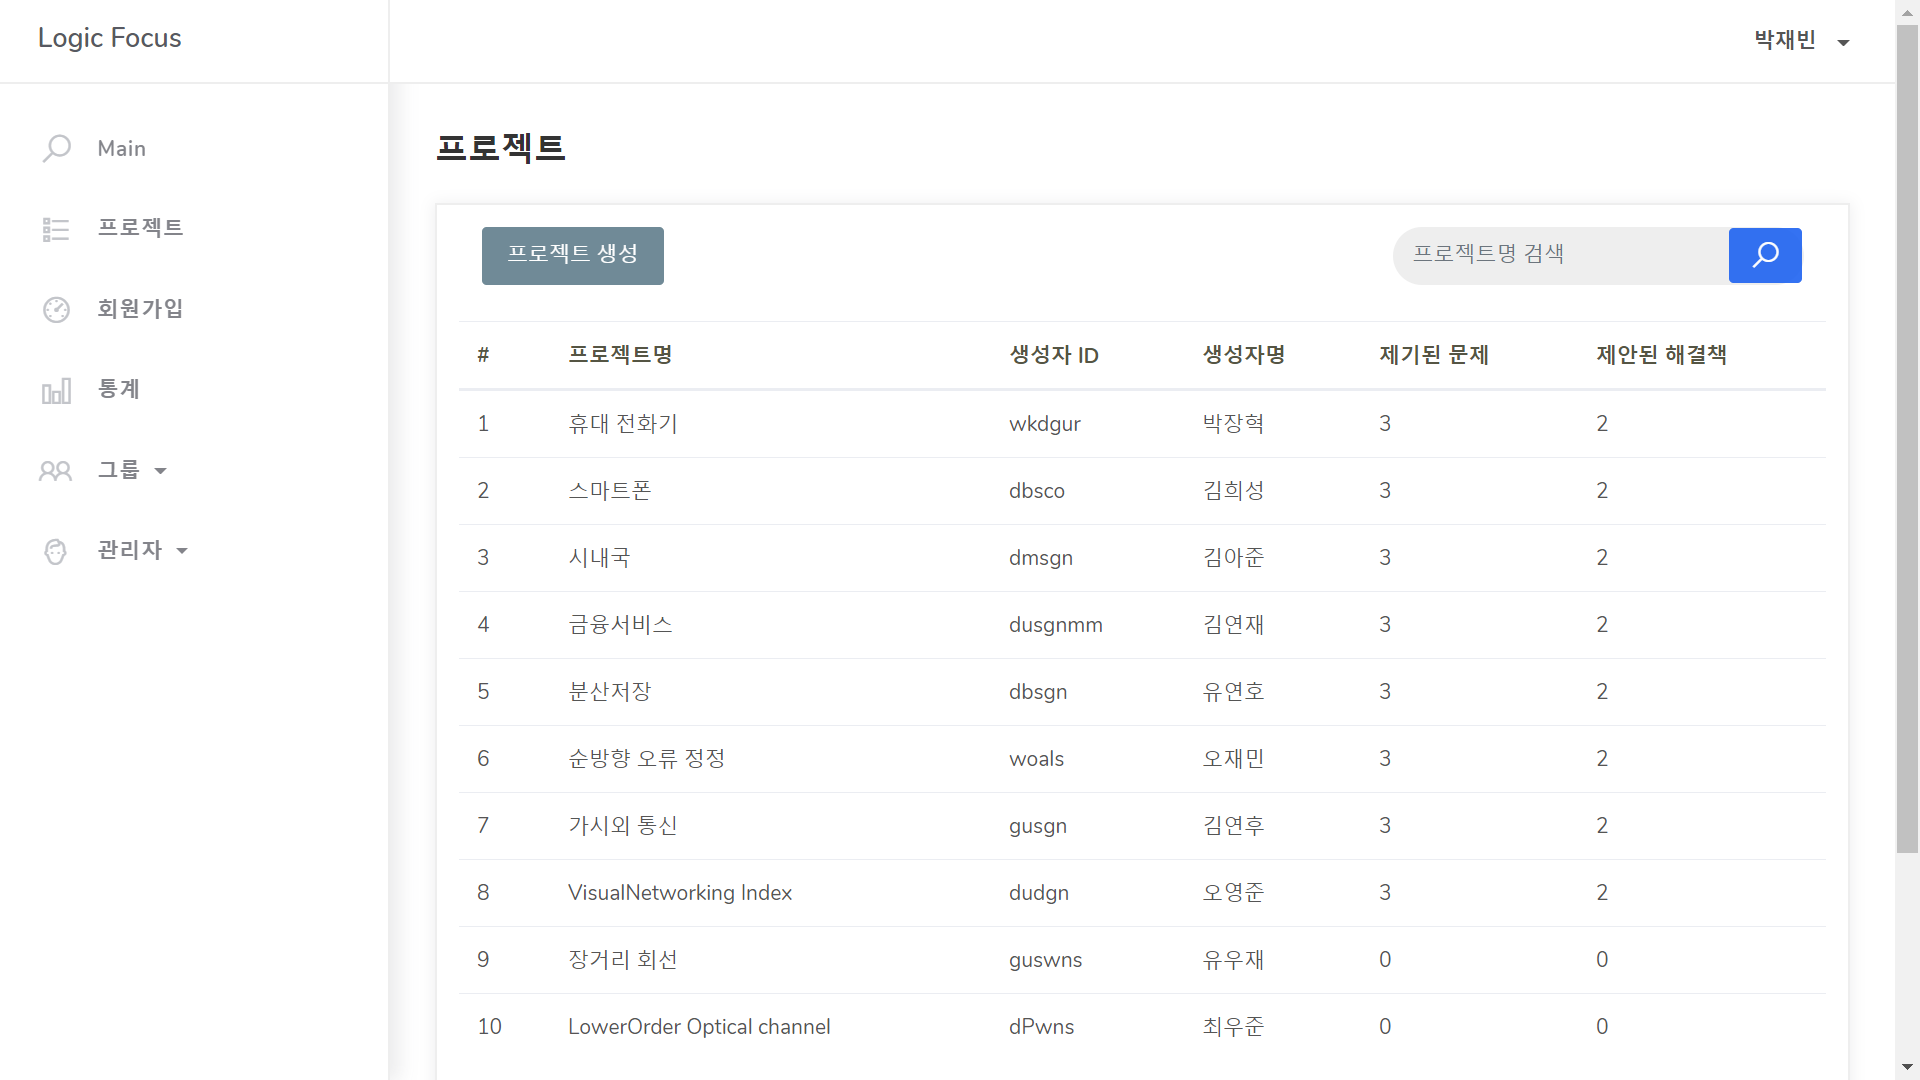 Logic Focus
박재빈
Main
프로젝트
회원가입
통계
그룹
관리자
프로젝트
프로젝트 생성
프로젝트명 검색
# 프로젝트명 생성자 ID 생성자명 제기된 문제 제안된 해결책
1 휴대 전화기 wkdgur 박장혁 3 2
2 스마트폰 dbsco 김희성 3 2
3 시내국 dmsgn 김아준 3 2
4 금융서비스 dusgnmm 김연재 3 2
5 분산저장 dbsgn 유연호 3 2
6 순방향 오류 정정 woals 오재민 3 2
7 가시외 통신 gusgn 김연후 3 2
8 VisualNetworking Index dudgn 오영준 3 2
9 장거리 회선 guswns 유우재 0 0
10 LowerOrder Optical channel dPwns 최우준 0 0